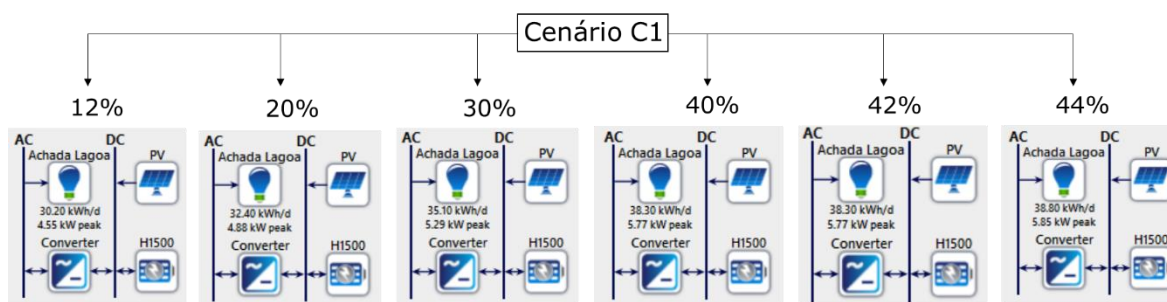 Cenário C1
12%
20%
30%
40%
42%
44%
AC DC
Achada Lagoa PV
30.20 kWh/d
4.55 kW peak
Converter H1500
AC DC
Achada Lagoa PV
32.40 kWh/d
4.88 kW peak
Converter H1500
AC DC
Achada Lagoa PV
35.10 kWh/d
5.29 kW peak
Converter H1500
AC DC
Achada Lagoa PV
38.30 kWh/d
5.77 kW peak
Converter H1500
AC DC
Achada Lagoa PV
38.30 kWh/d
5.77 kW peak
Converter H1500
AC DC
Achada Lagoa PV
38.80 kWh/d
5.85 kW peak
Converter H1500